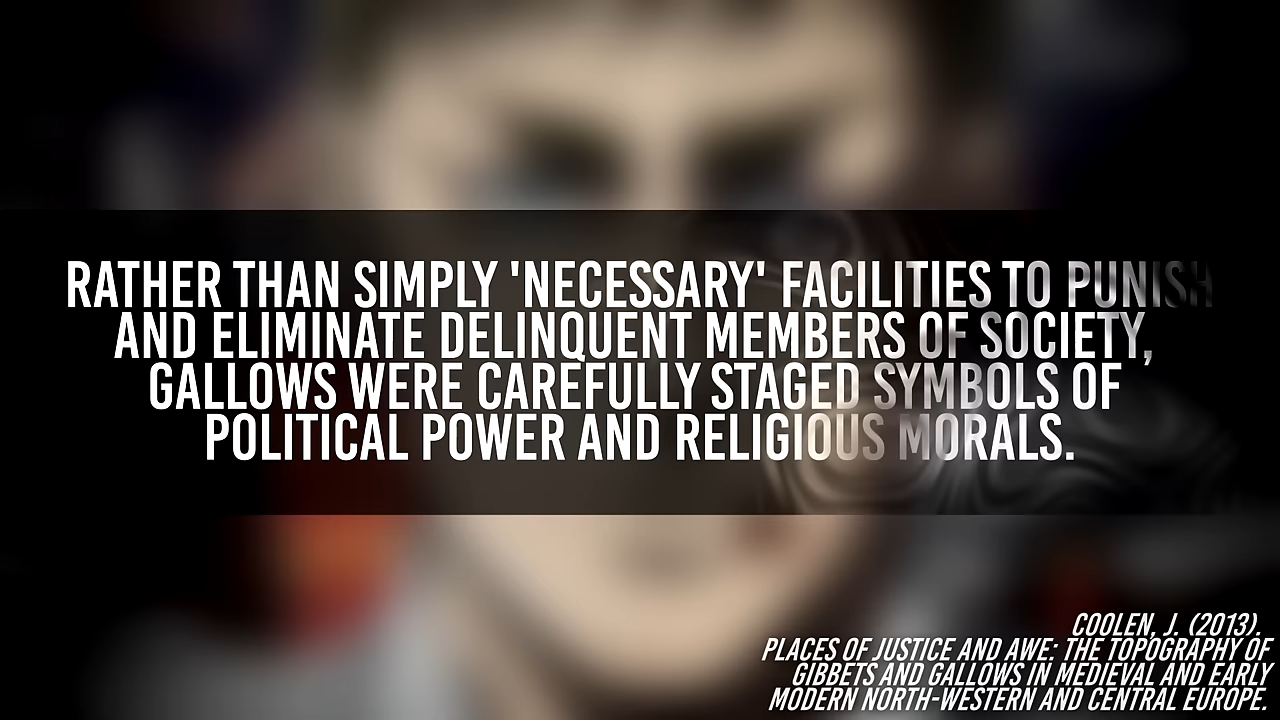 RATHER THAN SIMPLY 'NECESSARY' FACILITIES TO PUNISH
AND ELIMINATE DELINQUENT MEMBERS OF SOCIETY,
GALLOWS WERE CAREFULLY STAGED SYMBOLS OF
POLITICAL POWER AND RELIGIOUS MORALS.
COOLEN, J. (2013).
PLACES OF JUSTICE AND AWE: THE TOPOGRAPHY OF
GIBBETS AND GALLOWS IN MEDIEVAL AND EARLY
MODERN NORTH-WESTERN AND CENTRAL EUROPE.